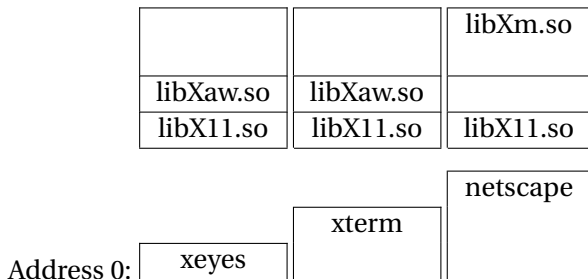 libXm.so
libXaw.so libXaw.so
libX11.so libX11.so libX11.so
netscape
xterm
Address 0: xeyes